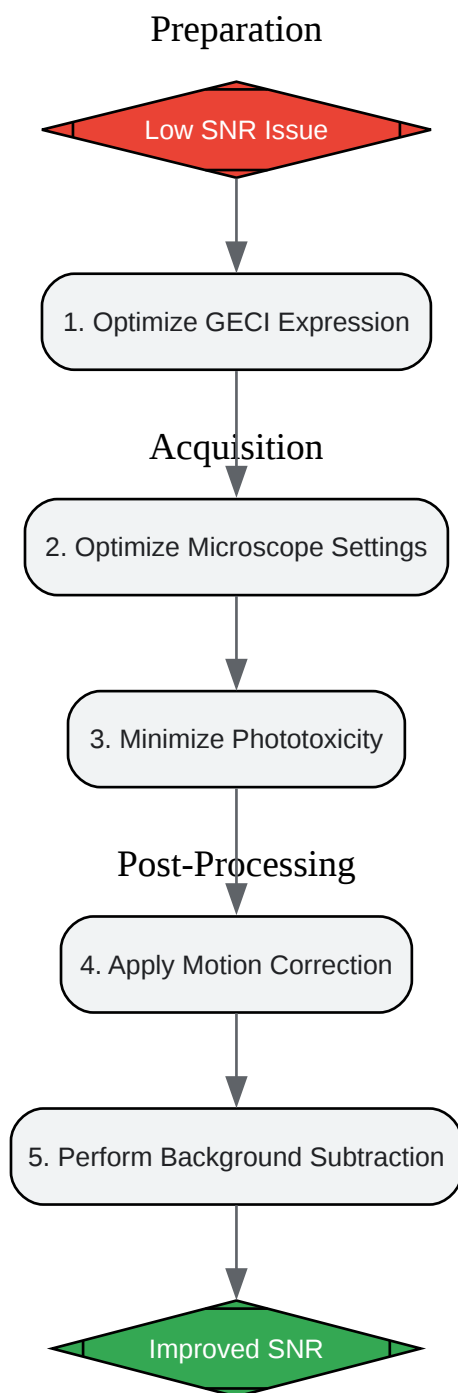 Preparation
Low SNR Issue
1. Optimize GECI Expression
Acquisition
2. Optimize Microscope Settings
3. Minimize Phototoxicity
Post-Processing
4. Apply Motion Correction
5. Perform Background Subtraction
Improved SNR